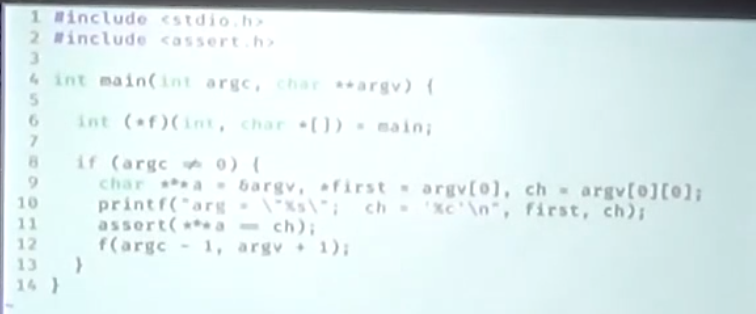 1 #include <stdio.h>
2 #include <assert.h>
3
4 int main(int argc, char **argv) {
5
6 int (*f)(int, char *[]) = main;
7
8 if (argc ≠ 0) {
9 char ***a = &argv, *first = argv[0], ch = argv[0][0];
10 printf("arg = \"%s\";  ch = '%c'\n", first, ch);
11 assert(***a == ch);
12 f(argc - 1, argv + 1);
13 }
14 }
~